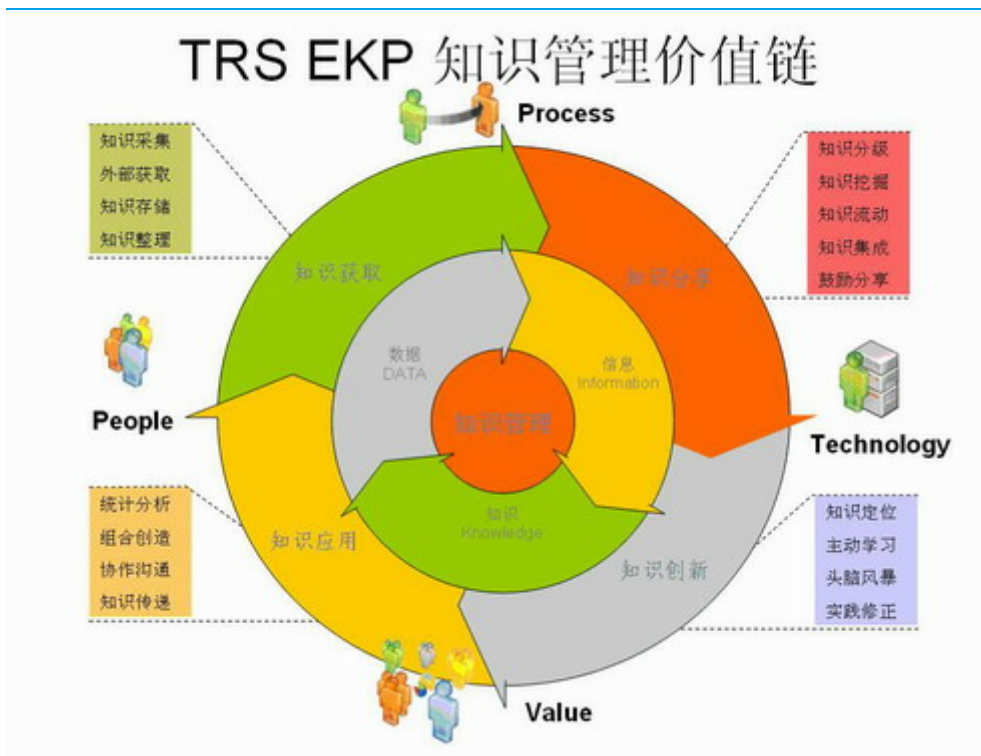 TRS EKP 知识管理价值链
Process
知识采集
外部获取
知识存储
知识整理
知识分级
知识挖掘
知识流动
知识集成
鼓励分享
知识获取
知识分享
数据
DATA
信息
Information
知识管理
People
Technology
知识
Knowledge
统计分析
组合创造
协作沟通
知识传递
知识应用
知识创新
知识定位
主动学习
头脑风暴
实践修正
Value